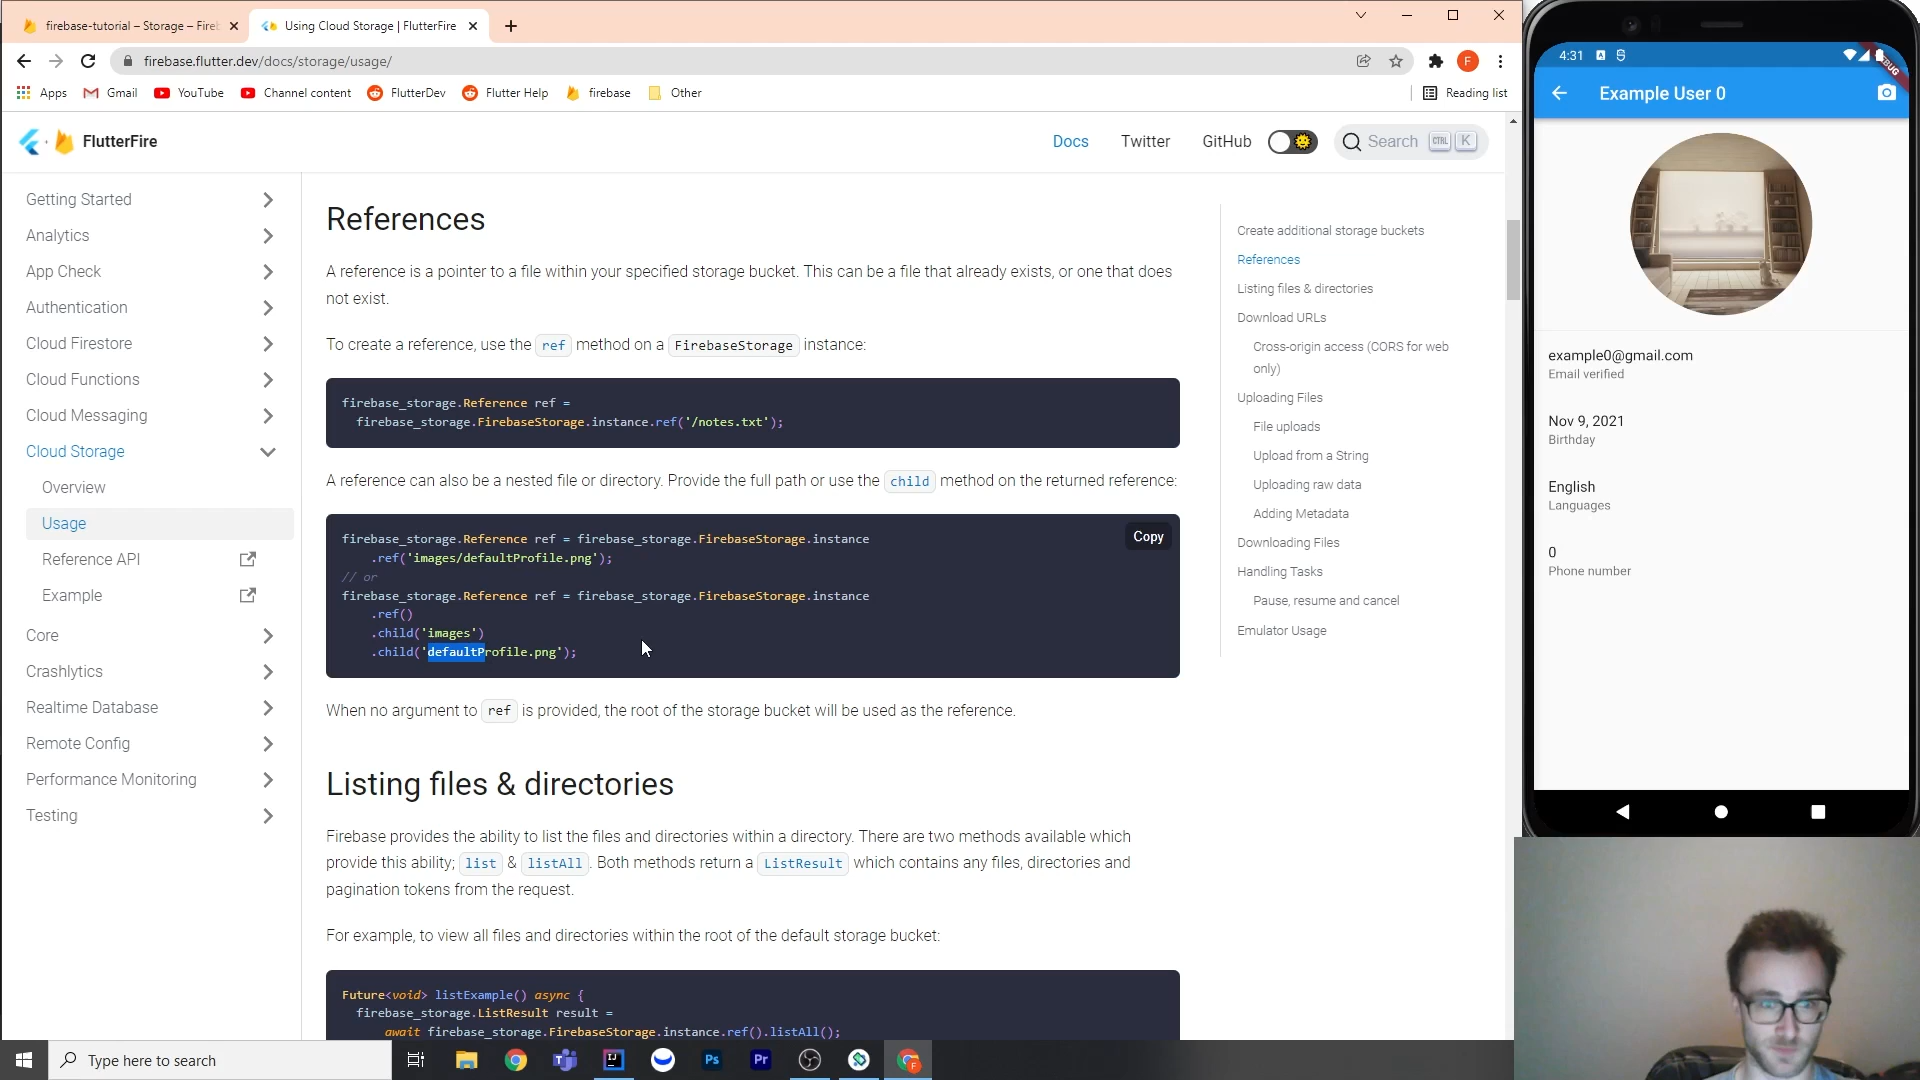 firebase-tutorial – Storage – Fireb
Using Cloud Storage | FlutterFire
firebase.flutter.dev/docs/storage/usage/
F
Apps
Gmail
YouTube
Channel content
FlutterDev
Flutter Help
firebase
Other
Reading list
FlutterFire
Docs
Twitter
GitHub
Search
CTRL
K
Getting Started
Analytics
App Check
Authentication
Cloud Firestore
Cloud Functions
Cloud Messaging
Cloud Storage
Overview
Usage
Reference API
Example
Core
Crashlytics
Realtime Database
Remote Config
Performance Monitoring
Testing
References
A reference is a pointer to a file within your specified storage bucket. This can be a file that already exists, or one that does
not exist.
To create a reference, use the ref method on a FirebaseStorage instance:
firebase_storage.Reference ref =
firebase_storage.FirebaseStorage.instance.ref('/notes.txt');
A reference can also be a nested file or directory. Provide the full path or use the child method on the returned reference:
Copy
firebase_storage.Reference ref = firebase_storage.FirebaseStorage.instance
.ref('images/defaultProfile.png');
// or
firebase_storage.Reference ref = firebase_storage.FirebaseStorage.instance
.ref()
.child('images')
.child('defaultProfile.png');
When no argument to ref is provided, the root of the storage bucket will be used as the reference.
Listing files & directories
Firebase provides the ability to list the files and directories within a directory. There are two methods available which
provide this ability; list & listAll. Both methods return a ListResult which contains any files, directories and
pagination tokens from the request.
For example, to view all files and directories within the root of the default storage bucket:
Future<void> listExample() async {
firebase_storage.ListResult result =
await firebase_storage.FirebaseStorage.instance.ref().listAll();
Create additional storage buckets
References
Listing files & directories
Download URLs
Cross-origin access (CORS for web
only)
Uploading Files
File uploads
Upload from a String
Uploading raw data
Adding Metadata
Downloading Files
Handling Tasks
Pause, resume and cancel
Emulator Usage
4:31
Example User 0
example0@gmail.com
Email verified
Nov 9, 2021
Birthday
English
Languages
0
Phone number
Type here to search
Ps
Pr